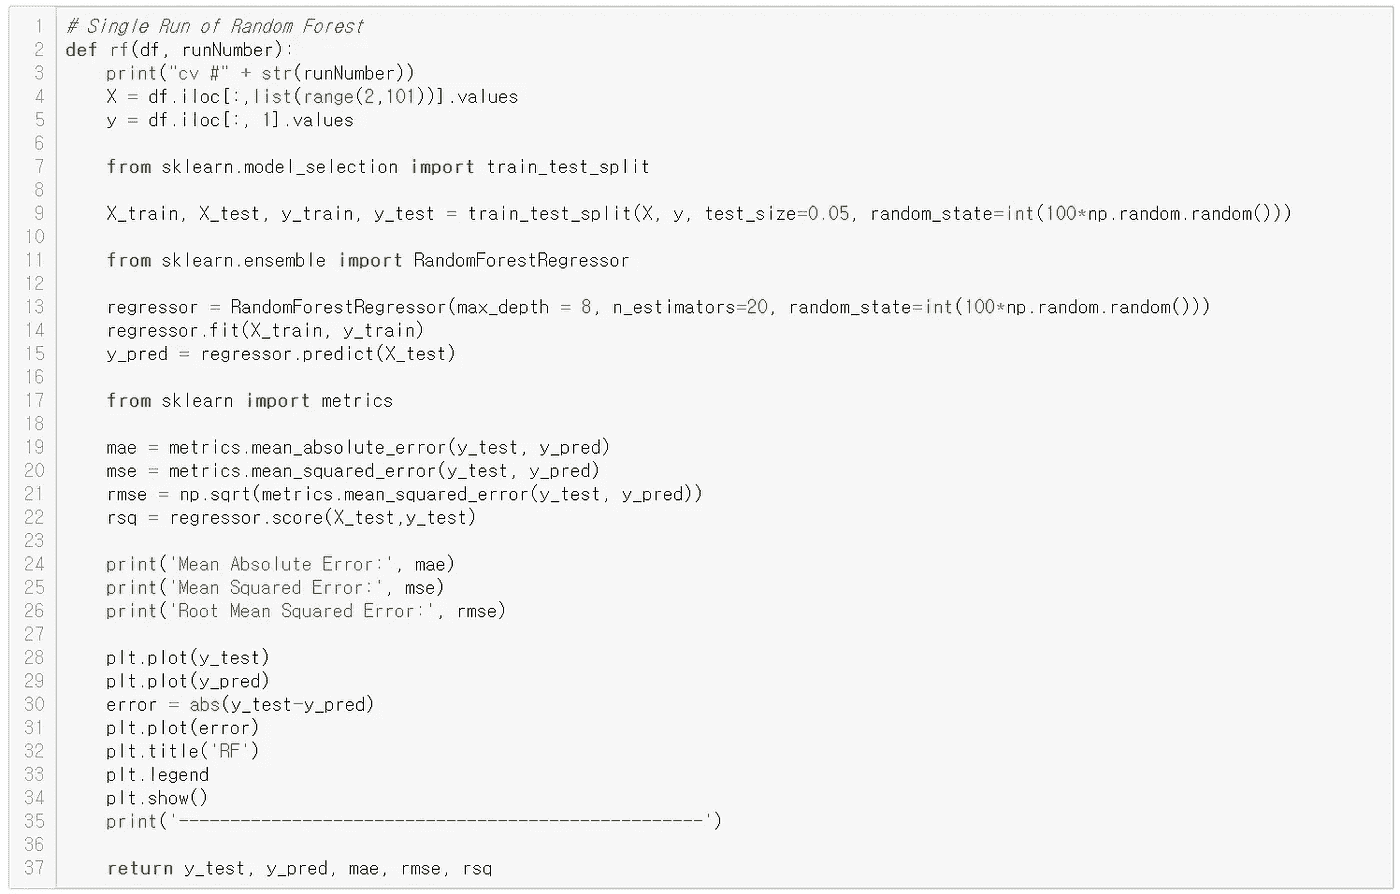 1 # Single Run of Random Forest
2 def rf(df, runNumber):
3     print("cv #" + str(runNumber))
4     X = df.iloc[:,list(range(2,101))].values
5     y = df.iloc[:, 1].values
6
7     from sklearn.model_selection import train_test_split
8
9     X_train, X_test, y_train, y_test = train_test_split(X, y, test_size=0.05, random_state=int(100*np.random.random()))
10
11     from sklearn.ensemble import RandomForestRegressor
12
13     regressor = RandomForestRegressor(max_depth = 8, n_estimators=20, random_state=int(100*np.random.random()))
14     regressor.fit(X_train, y_train)
15     y_pred = regressor.predict(X_test)
16
17     from sklearn import metrics
18
19     mae = metrics.mean_absolute_error(y_test, y_pred)
20     mse = metrics.mean_squared_error(y_test, y_pred)
21     rmse = np.sqrt(metrics.mean_squared_error(y_test, y_pred))
22     rsq = regressor.score(X_test,y_test)
23
24     print('Mean Absolute Error:', mae)
25     print('Mean Squared Error:', mse)
26     print('Root Mean Squared Error:', rmse)
27
28     plt.plot(y_test)
29     plt.plot(y_pred)
30     error = abs(y_test-y_pred)
31     plt.plot(error)
32     plt.title('RF')
33     plt.legend
34     plt.show()
35     print('---------------------------------------------------')
36
37     return y_test, y_pred, mae, rmse, rsq